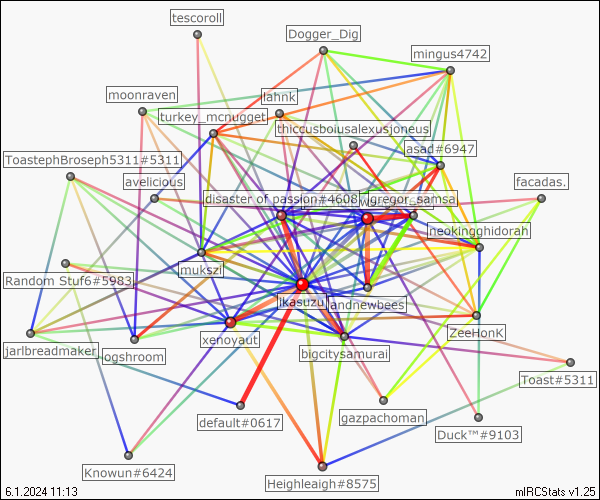 tescoroll
Dogger_Dig
mingus4742
moonraven
lahnk
turkey_mcnugget
thiccusboiusalexusjoneus
asad#6947
ToastephBroseph5311#5311
avelicious
disaster of passion#4608
gregor_samsa
facadas.
neokingghidorah
mukszi
Random Stuf6#5983
ikasuzu
andnewbees
ZeeHonK
xenoyaut
jarlbreadmaker
ogshroom
bigcitysamurai
Toast#5311
default#0617
gazpachoman
Duck™#9103
Knowun#6424
Heighleaigh#8575
6.1.2024 11:13
mIRCStats v1.25